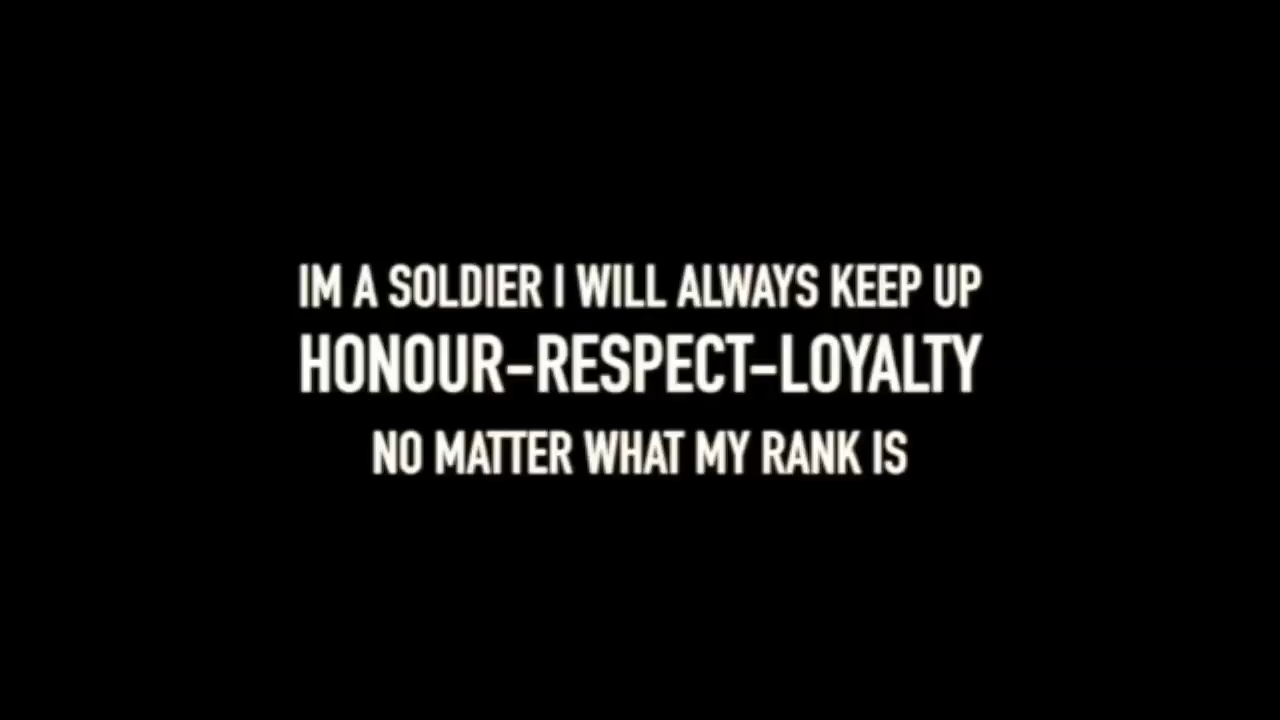 IM A SOLDIER I WILL ALWAYS KEEP UP
HONOUR-RESPECT-LOYALTY
NO MATTER WHAT MY RANK IS